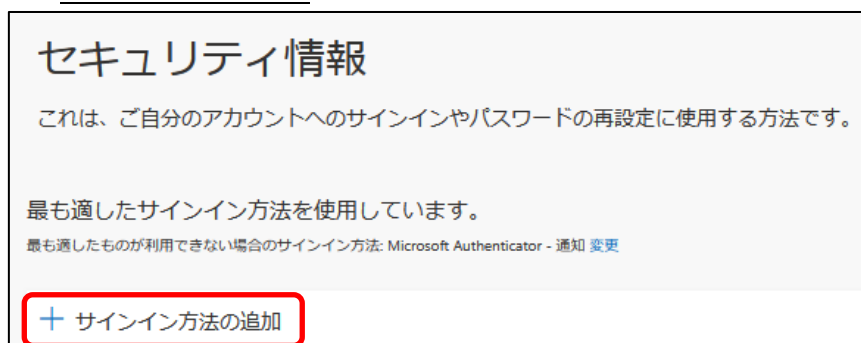 セキュリティ情報
これは、ご自分のアカウントへのサインインやパスワードの再設定に使用する方法です。
最も適したサインイン方法を使用しています。
最も適したものが利用できない場合のサインイン方法: Microsoft Authenticator - 通知 変更
＋ サインイン方法の追加